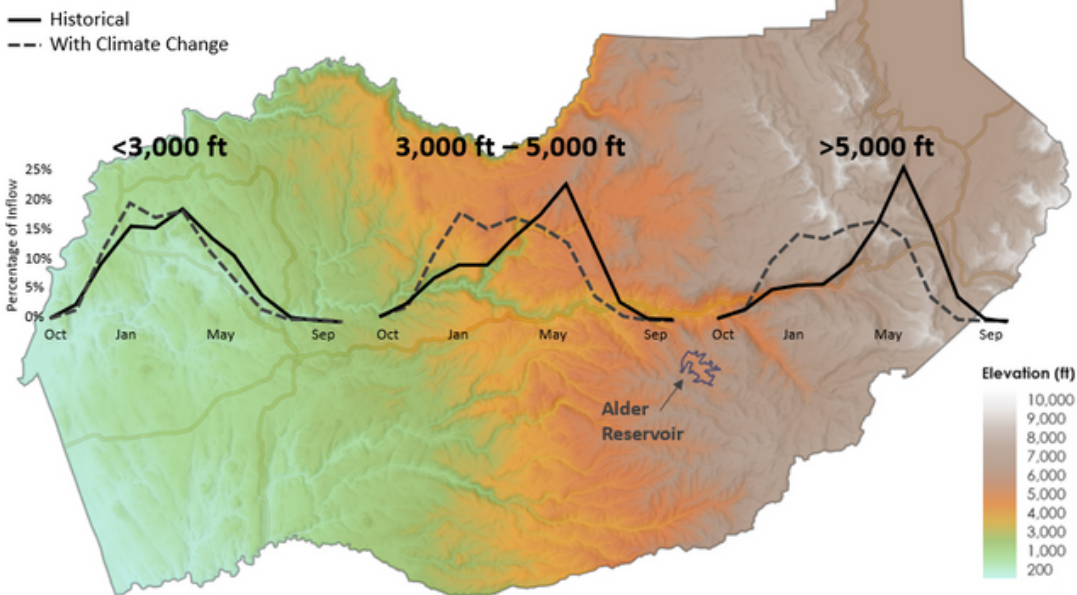 Historical
With Climate Change
<3,000 ft
3,000 ft – 5,000 ft
>5,000 ft
Percentage of Inflow
25%
20%
15%
10%
5%
0%
Oct Jan May Sep
Oct Jan May Sep
Oct Jan May Sep
Alder
Reservoir
Elevation (ft)
10,000
9,000
8,000
7,000
6,000
5,000
4,000
3,000
1,000
200